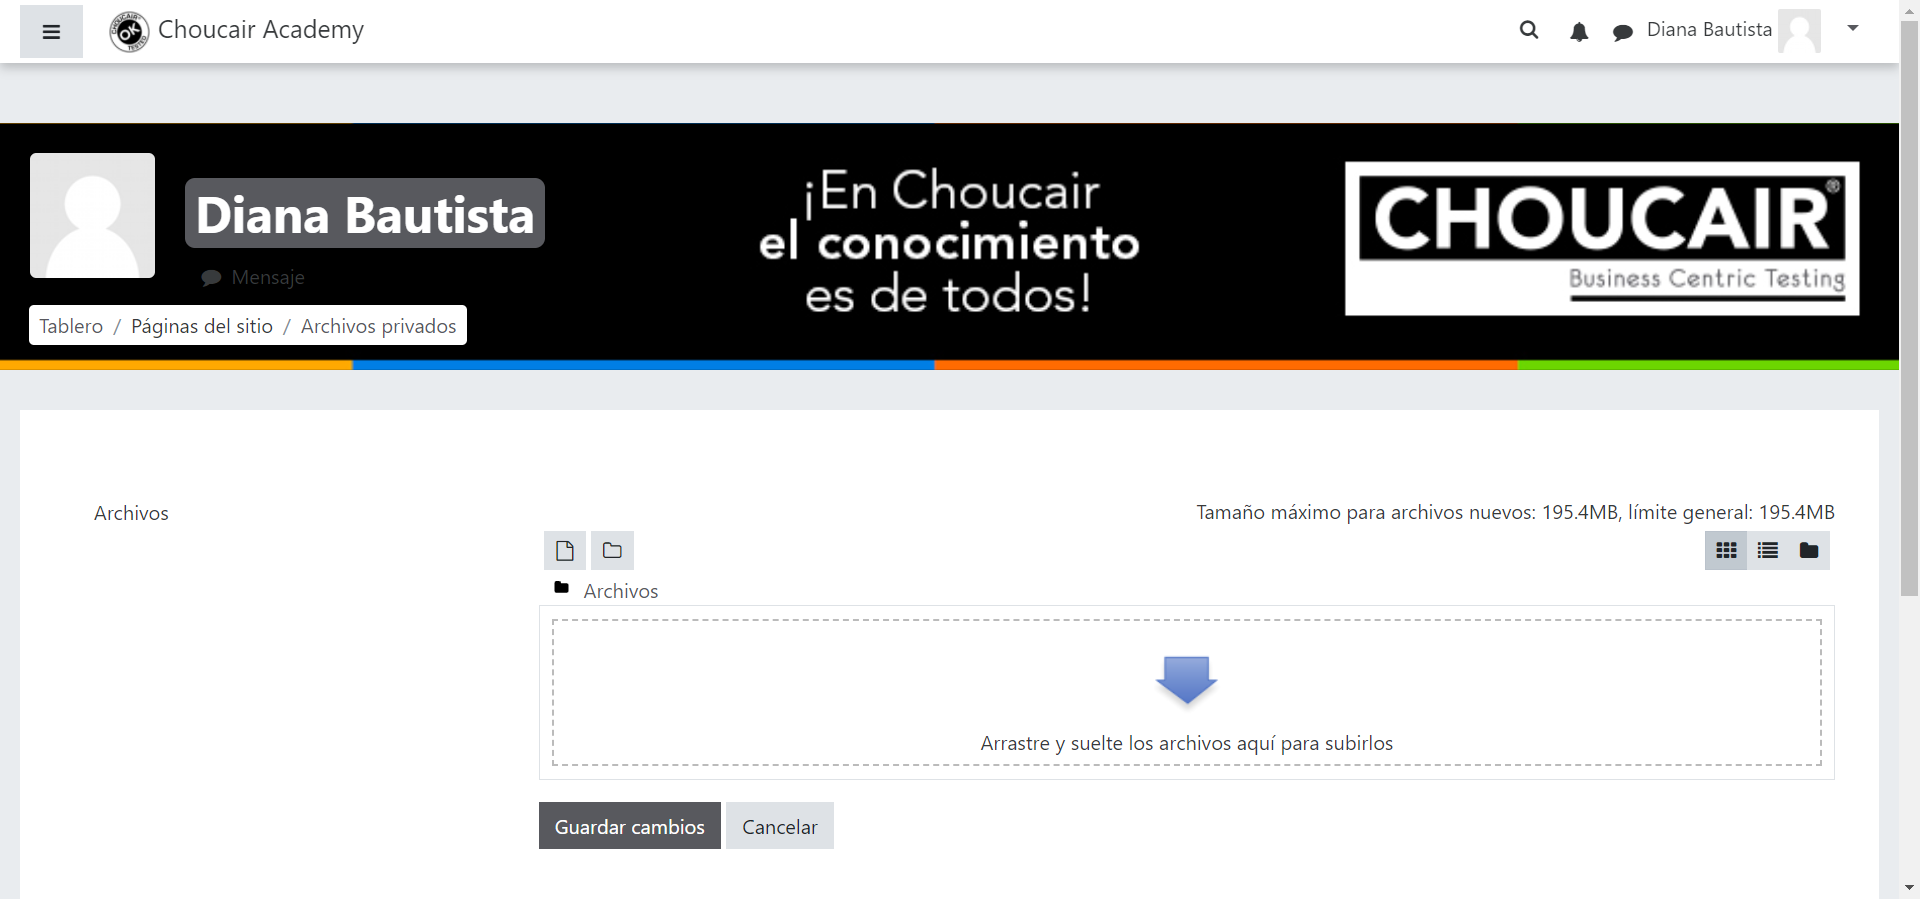 Choucair Academy
Diana Bautista
Diana Bautista
Mensaje
Tablero / Páginas del sitio / Archivos privados
¡En Choucair
el conocimiento
es de todos!
CHOUCAIR®
Business Centric Testing
Archivos
Tamaño máximo para archivos nuevos: 195.4MB, límite general: 195.4MB
Archivos
Arrastre y suelte los archivos aquí para subirlos
Guardar cambios
Cancelar